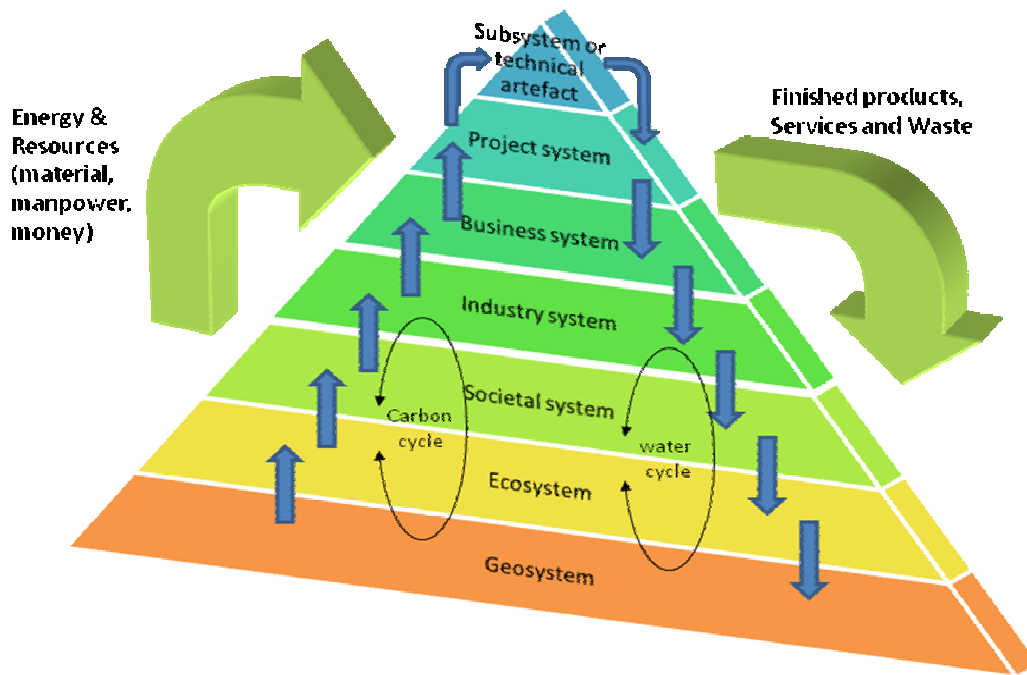 Subsystem or
technical
artefact
Energy &
Resources
(material,
manpower,
money)
Finished products,
Services and Waste
Project system
Business system
Industry system
Societal system
Carbon
cycle
water
cycle
Ecosystem
Geosystem